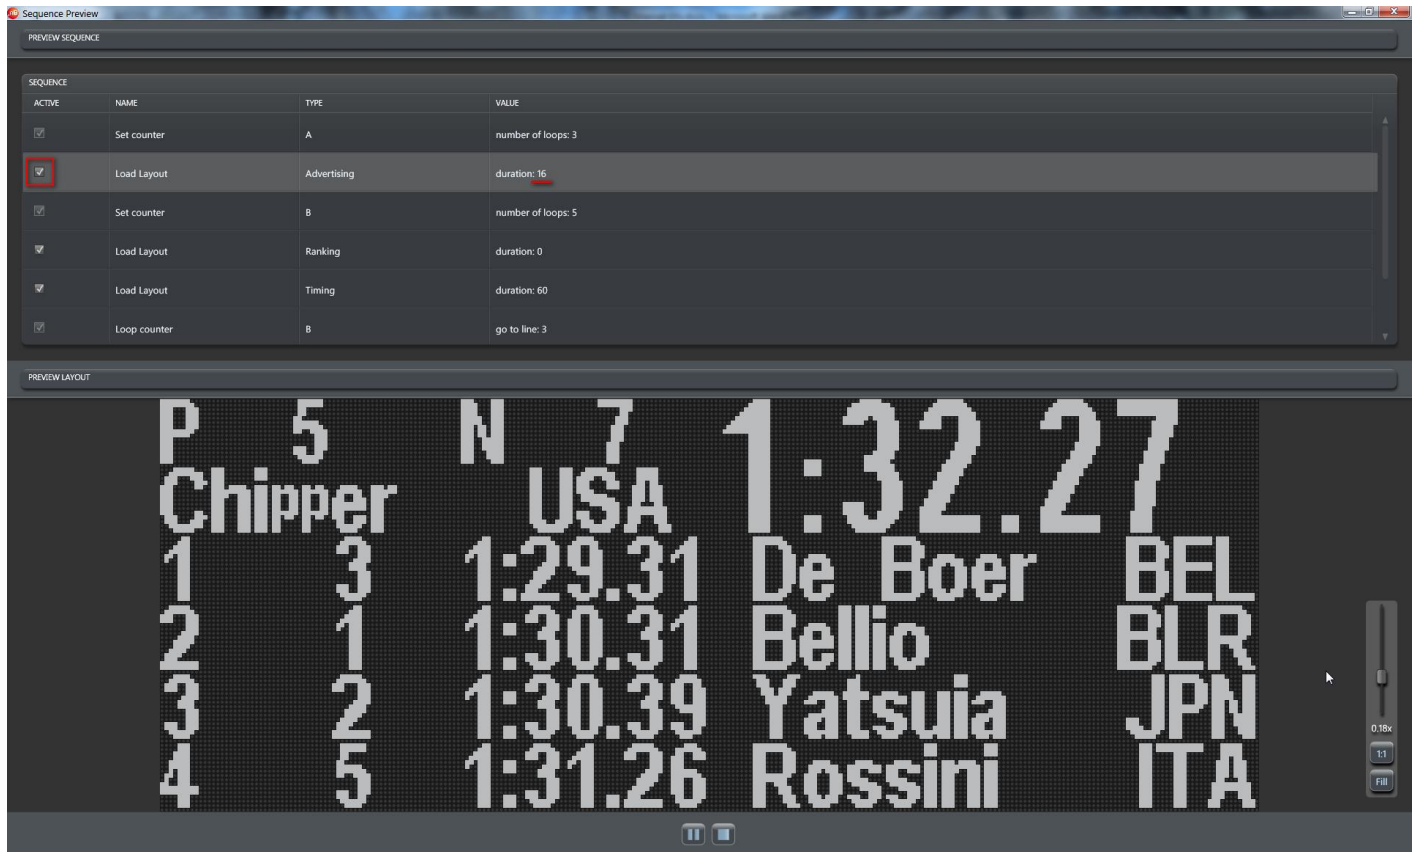 Sequence Preview
PREVIEW SEQUENCE
SEQUENCE
ACTIVE NAME TYPE VALUE
Set counter A number of loops: 3
Load Layout Advertising duration: 16
Set counter B number of loops: 5
Load Layout Ranking duration: 0
Load Layout Timing duration: 60
Loop counter B go to line: 3
PREVIEW LAYOUT
P 5 N 7 1:32.27
Chipper USA
1 3 1:29.31 De Boer BEL
2 1 1:30.31 Bellio BLR
3 2 1:30.39 Yatsuia JPN
4 5 1:31.26 Rossini ITA
0.18x
1:1
Fill